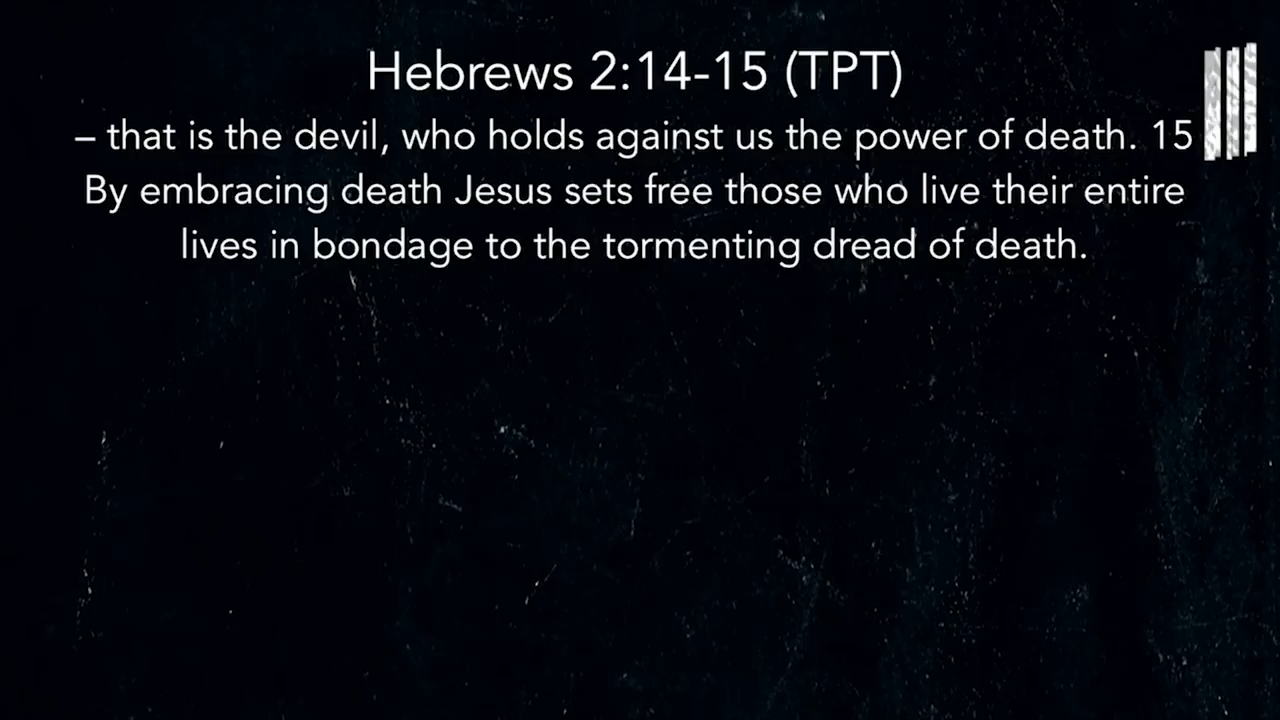 Hebrews 2:14-15 (TPT)
– that is the devil, who holds against us the power of death. 15
By embracing death Jesus sets free those who live their entire
lives in bondage to the tormenting dread of death.